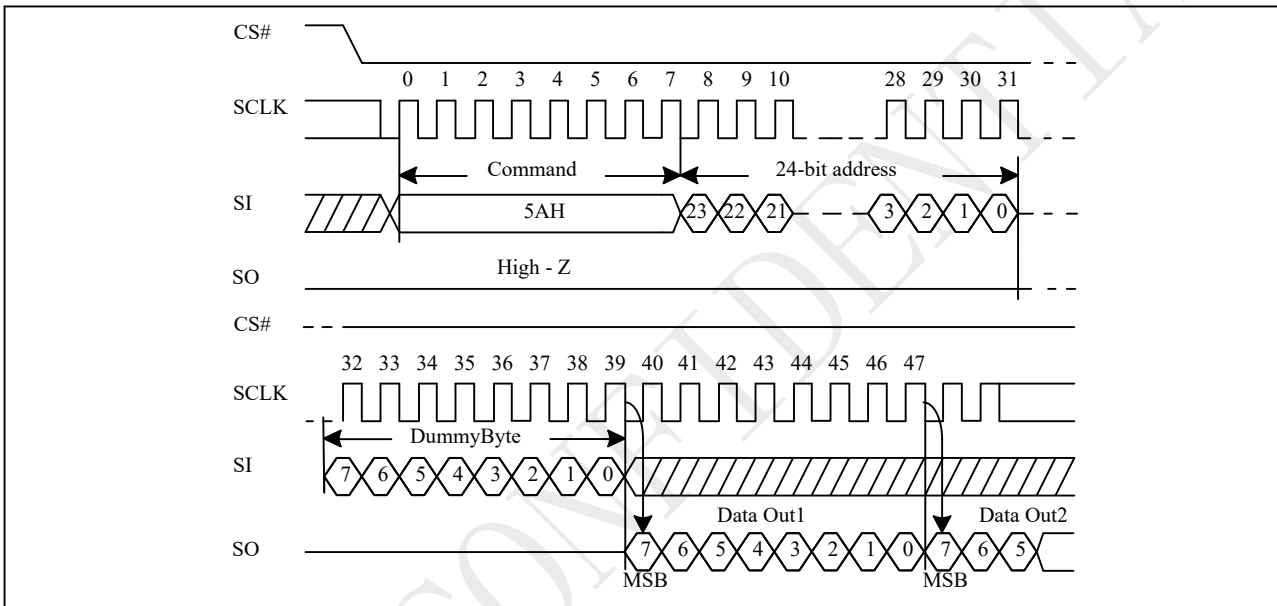 CS#
0 1 2 3 4 5 6 7 8 9 10 28 29 30 31
SCLK
Command 24-bit address
SI 5AH 23 22 21 3 2 1 0
High - Z
SO
CS#
32 33 34 35 36 37 38 39 40 41 42 43 44 45 46 47
SCLK
DummyByte
SI 7 6 5 4 3 2 1 0
Data Out1 Data Out2
SO 7 6 5 4 3 2 1 0 7 6 5
MSB MSB
CONFIDENTIA